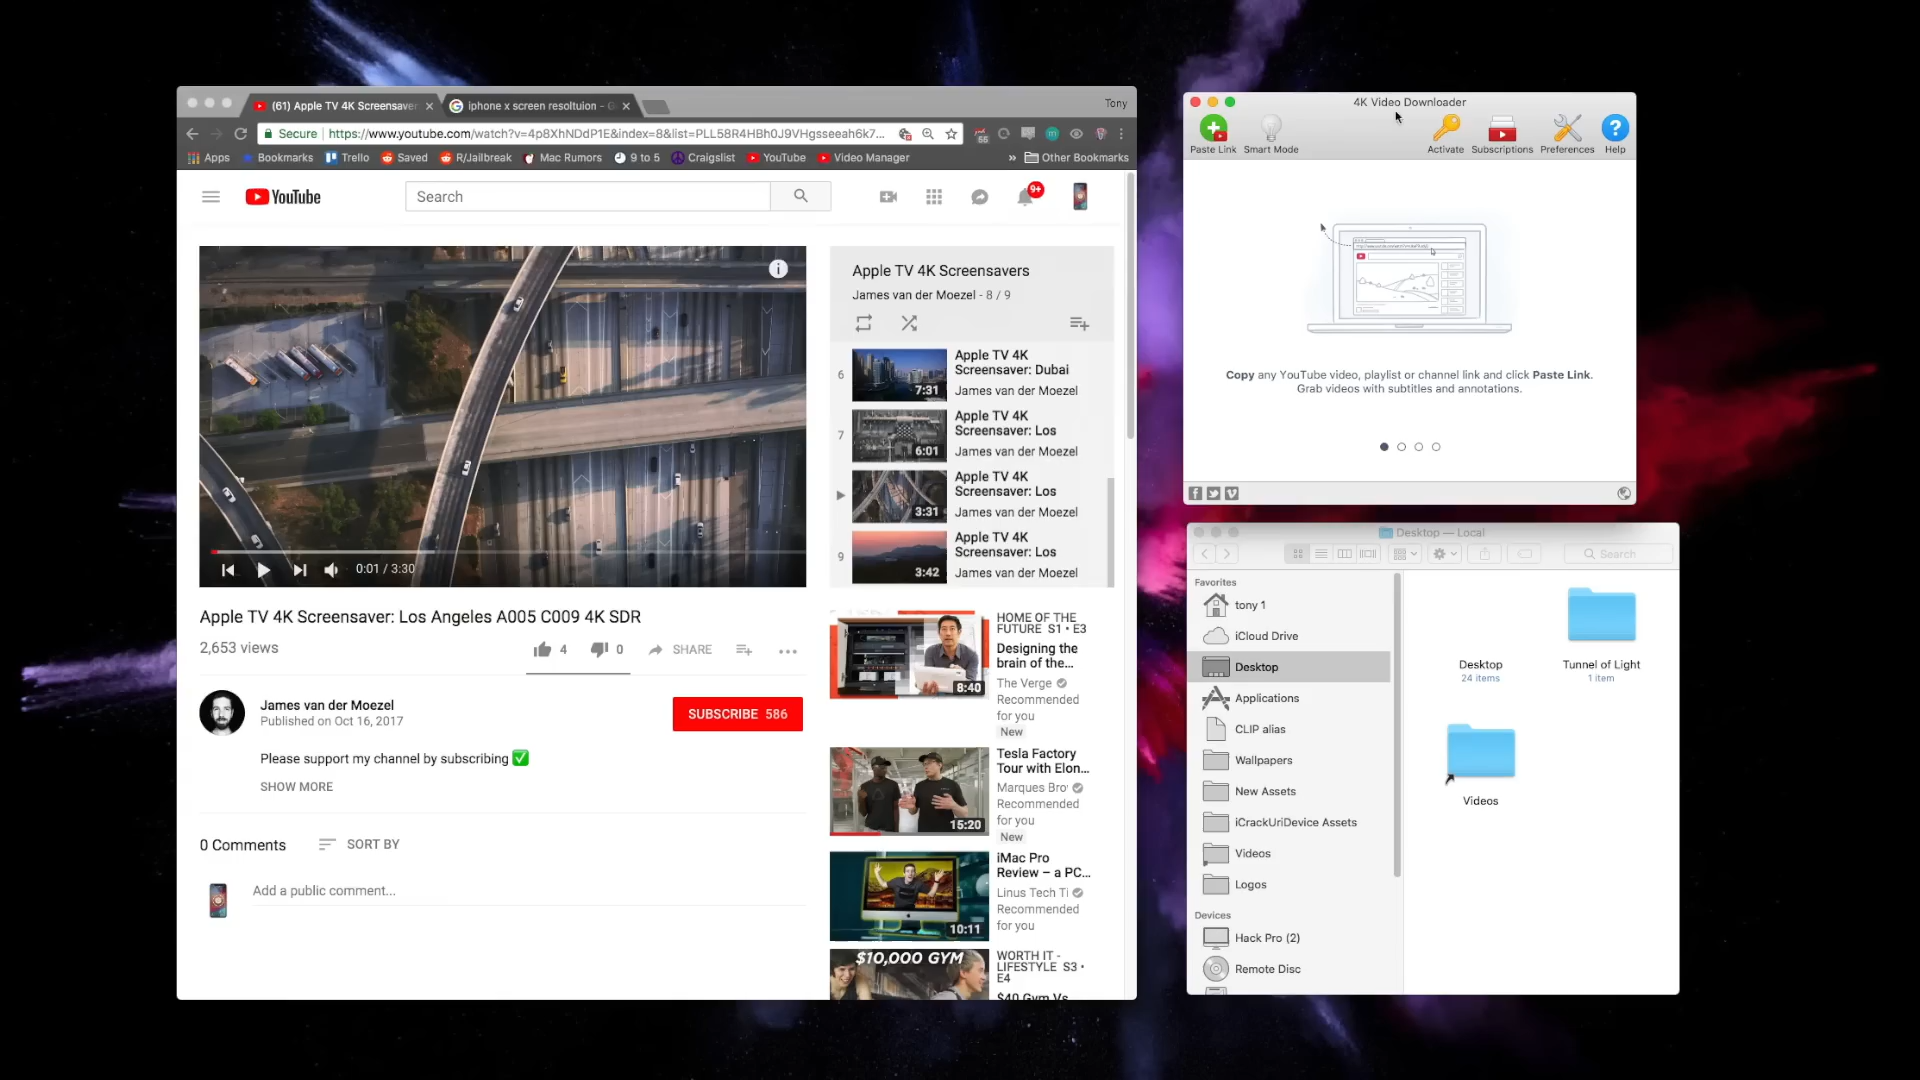 (61) Apple TV 4K Screensaver
iphone x screen resoltuion - G
Tony
Secure
https://www.youtube.com/watch?v=4p8XhNDdP1E&index=8&list=PLL58R4HBh0J9VHgsseeah6k7...
Apps
Bookmarks
Trello
Saved
R/Jailbreak
Mac Rumors
9 to 5
Craigslist
YouTube
Video Manager
»
Other Bookmarks
YouTube
Search
9+
0:01 / 3:30
Apple TV 4K Screensavers
James van der Moezel - 8 / 9
6
7:31
Apple TV 4K
Screensaver: Dubai
James van der Moezel
7
6:01
Apple TV 4K
Screensaver: Los
James van der Moezel
3:31
Apple TV 4K
Screensaver: Los
James van der Moezel
9
3:42
Apple TV 4K
Screensaver: Los
James van der Moezel
Apple TV 4K Screensaver: Los Angeles A005 C009 4K SDR
2,653 views
4
0
SHARE
James van der Moezel
Published on Oct 16, 2017
SUBSCRIBE 586
Please support my channel by subscribing ✅
SHOW MORE
0 Comments
SORT BY
Add a public comment...
8:40
HOME OF THE
FUTURE S1 • E3
Designing the
brain of the...
The Verge
Recommended
for you
New
15:20
Tesla Factory
Tour with Elon...
Marques Bro
Recommended
for you
New
10:11
iMac Pro
Review – a PC...
Linus Tech Ti
Recommended
for you
$10,000 GYM
WORTH IT -
LIFESTYLE S3 •
E4
$40 Gym Vs
4K Video Downloader
Paste Link
Smart Mode
Activate
Subscriptions
Preferences
Help
Copy any YouTube video, playlist or channel link and click Paste Link.
Grab videos with subtitles and annotations.
Desktop — Local
Search
Favorites
tony 1
iCloud Drive
Desktop
Applications
CLIP alias
Wallpapers
New Assets
iCrackUriDevice Assets
Videos
Logos
Devices
Hack Pro (2)
Remote Disc
Desktop
24 items
Tunnel of Light
1 item
Videos